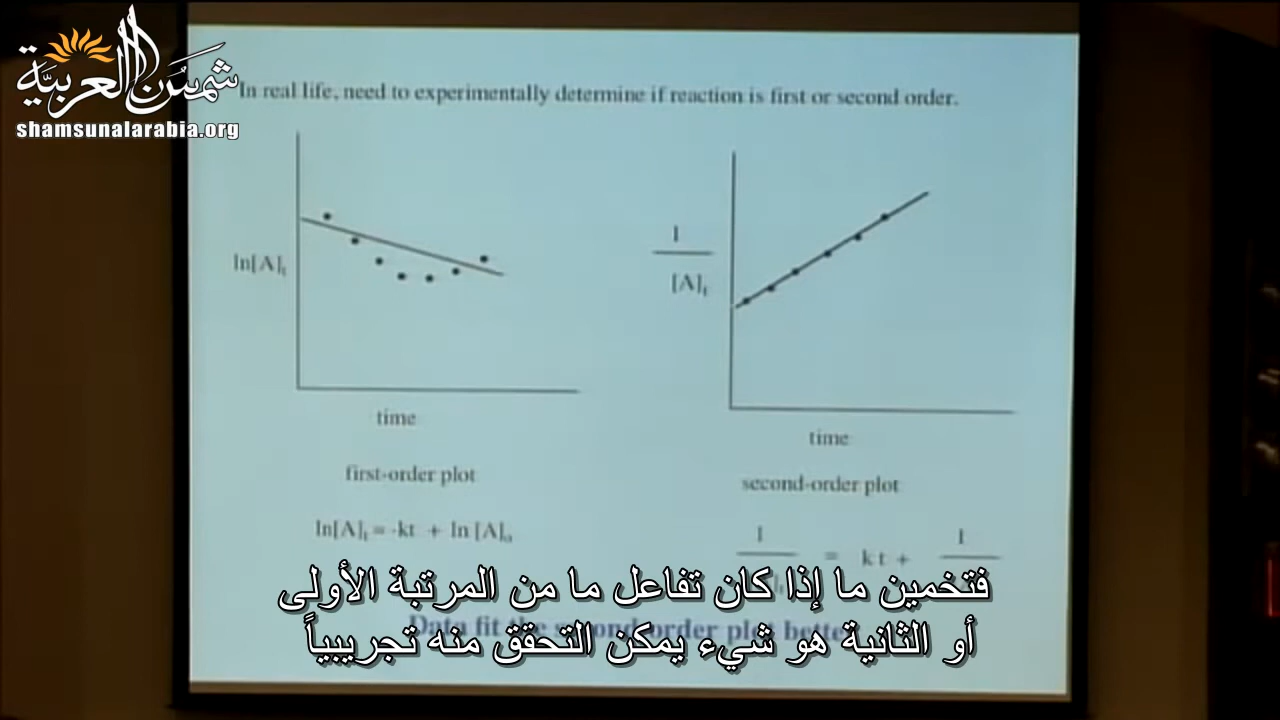 شمس العربية
shamsunalarabia.org
In real life, need to experimentally determine if reaction is first or second order.
ln[A]t
time
first-order plot
ln[A]t = -kt + ln [A]o
1
[A]t
time
second-order plot
1 = kt + 1
Data fit the second-order plot better
فتخمين ما إذا كان تفاعل ما من المرتبة الأولى
أو الثانية هو شيء يمكن التحقق منه تجريبياً